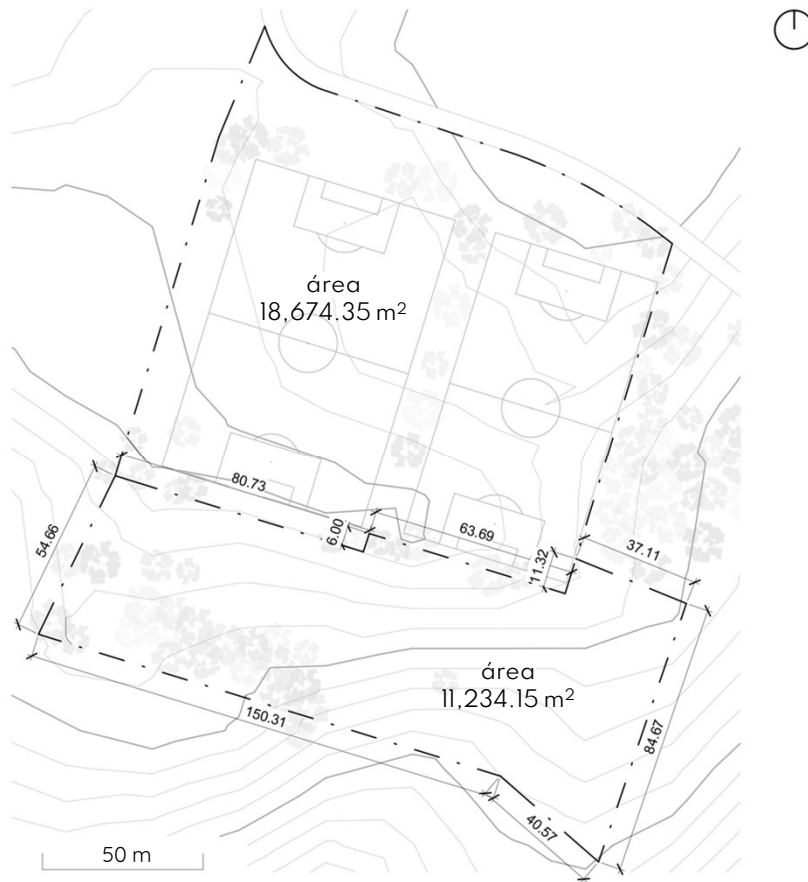 área
18,674.35 m²
80.73
6.00
63.69
54.66
11.32
37.11
área
11,234.15 m²
150.31
84.67
40.57
50 m